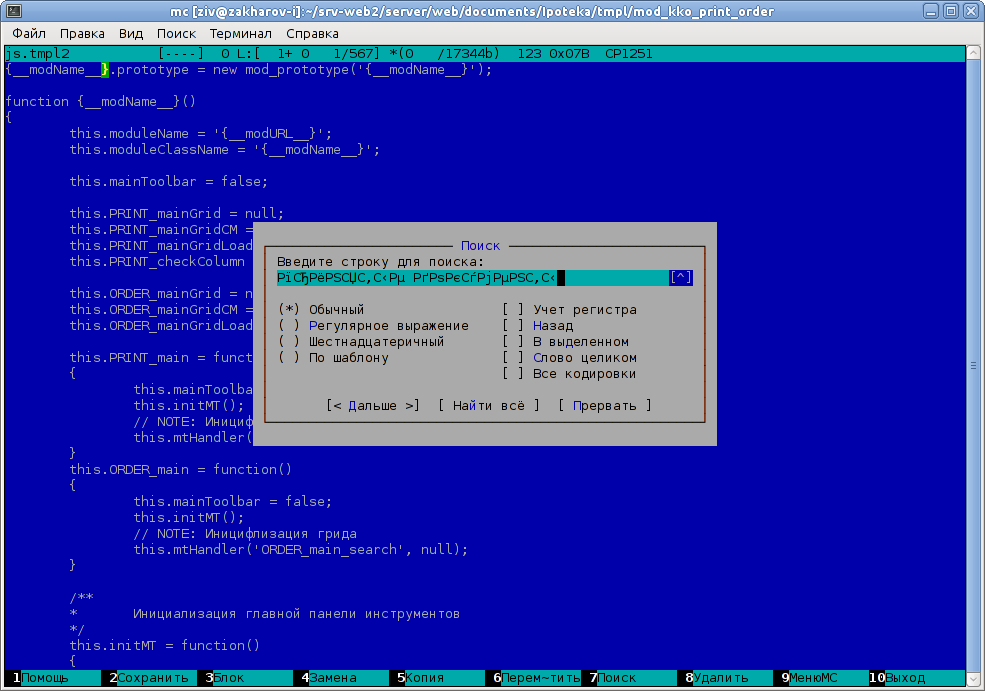 mc [ziv@zakharov-i]:~/srv-web2/server/web/documents/Ipoteka/tmpl/mod_kko_print_order
Файл Правка Вид Поиск Терминал Справка
js.tmpl2 [----] 0 L:[ 1+ 0 1/567] *(0 /17344b) 123 0x07B CP1251
{__modName__}.prototype = new mod_prototype('{__modName__}');
function {__modName__}()
{
this.moduleName = '{__modURL__}';
this.moduleClassName = '{__modName__}';
this.mainToolbar = false;
this.PRINT_mainGrid = null;
this.PRINT_mainGridCM =
this.PRINT_mainGridLoad
this.PRINT_checkColumn
this.ORDER_mainGrid = n
this.ORDER_mainGridCM =
this.ORDER_mainGridLoad
this.PRINT_main = funct
{
this.mainToolba
this.initMT();
// NOTE: Иницифл
this.mtHandler(
}
Поиск
Введите строку для поиска:
[^]
(*) Обычный [ ] Учет регистра
( ) Регулярное выражение [ ] Назад
( ) Шестнадцатеричный [ ] В выделенном
( ) По шаблону [ ] Слово целиком
[ ] Все кодировки
[< Дальше >] [ Найти всё ] [ Прервать ]
this.ORDER_main = function()
{
this.mainToolbar = false;
this.initMT();
// NOTE: Иницифлизация грида
this.mtHandler('ORDER_main_search', null);
}
/**
* Инициализация главной панели инструментов
*/
this.initMT = function()
{
1Помощь 2Сохранить 3Блок 4Замена 5Копия 6Перем~тить 7Поиск 8Удалить 9МенюMC 10Выход